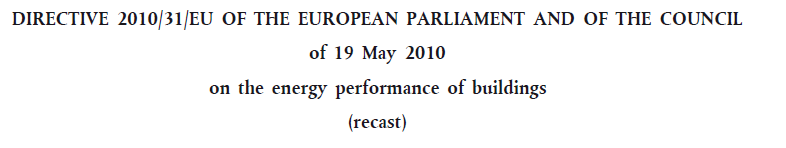 DIRECTIVE 2010/31/EU OF THE EUROPEAN PARLIAMENT AND OF THE COUNCIL
of 19 May 2010
on the energy performance of buildings
(recast)